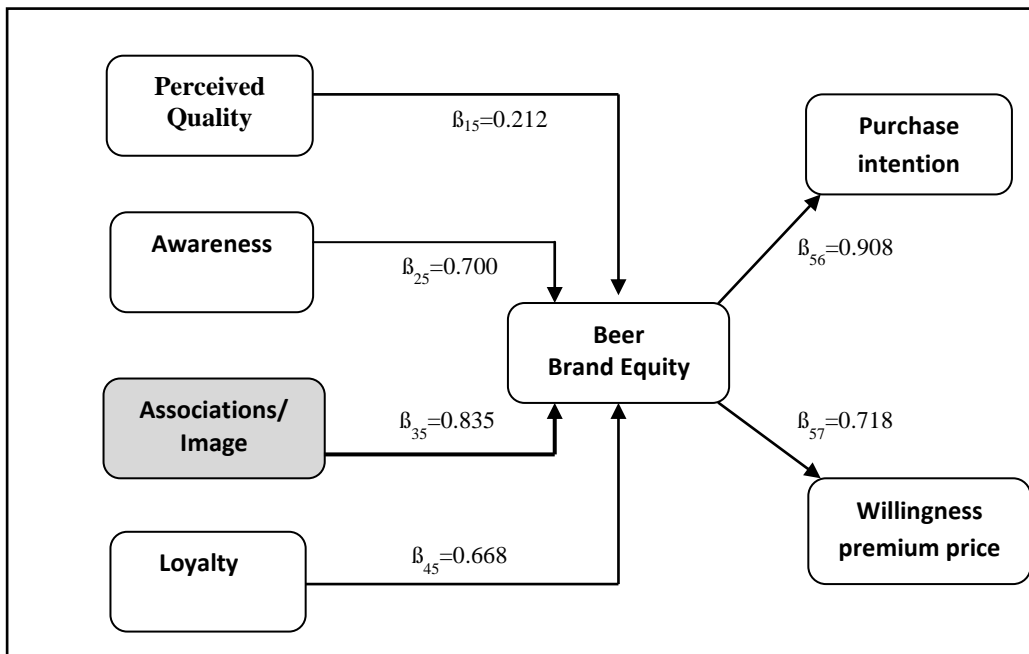 Perceived
Quality
ß15=0.212
Purchase
intention
Awareness
ß25=0.700
ß56=0.908
Beer
Brand Equity
Associations/
Image
ß35=0.835
ß57=0.718
Loyalty
ß45=0.668
Willingness
premium price